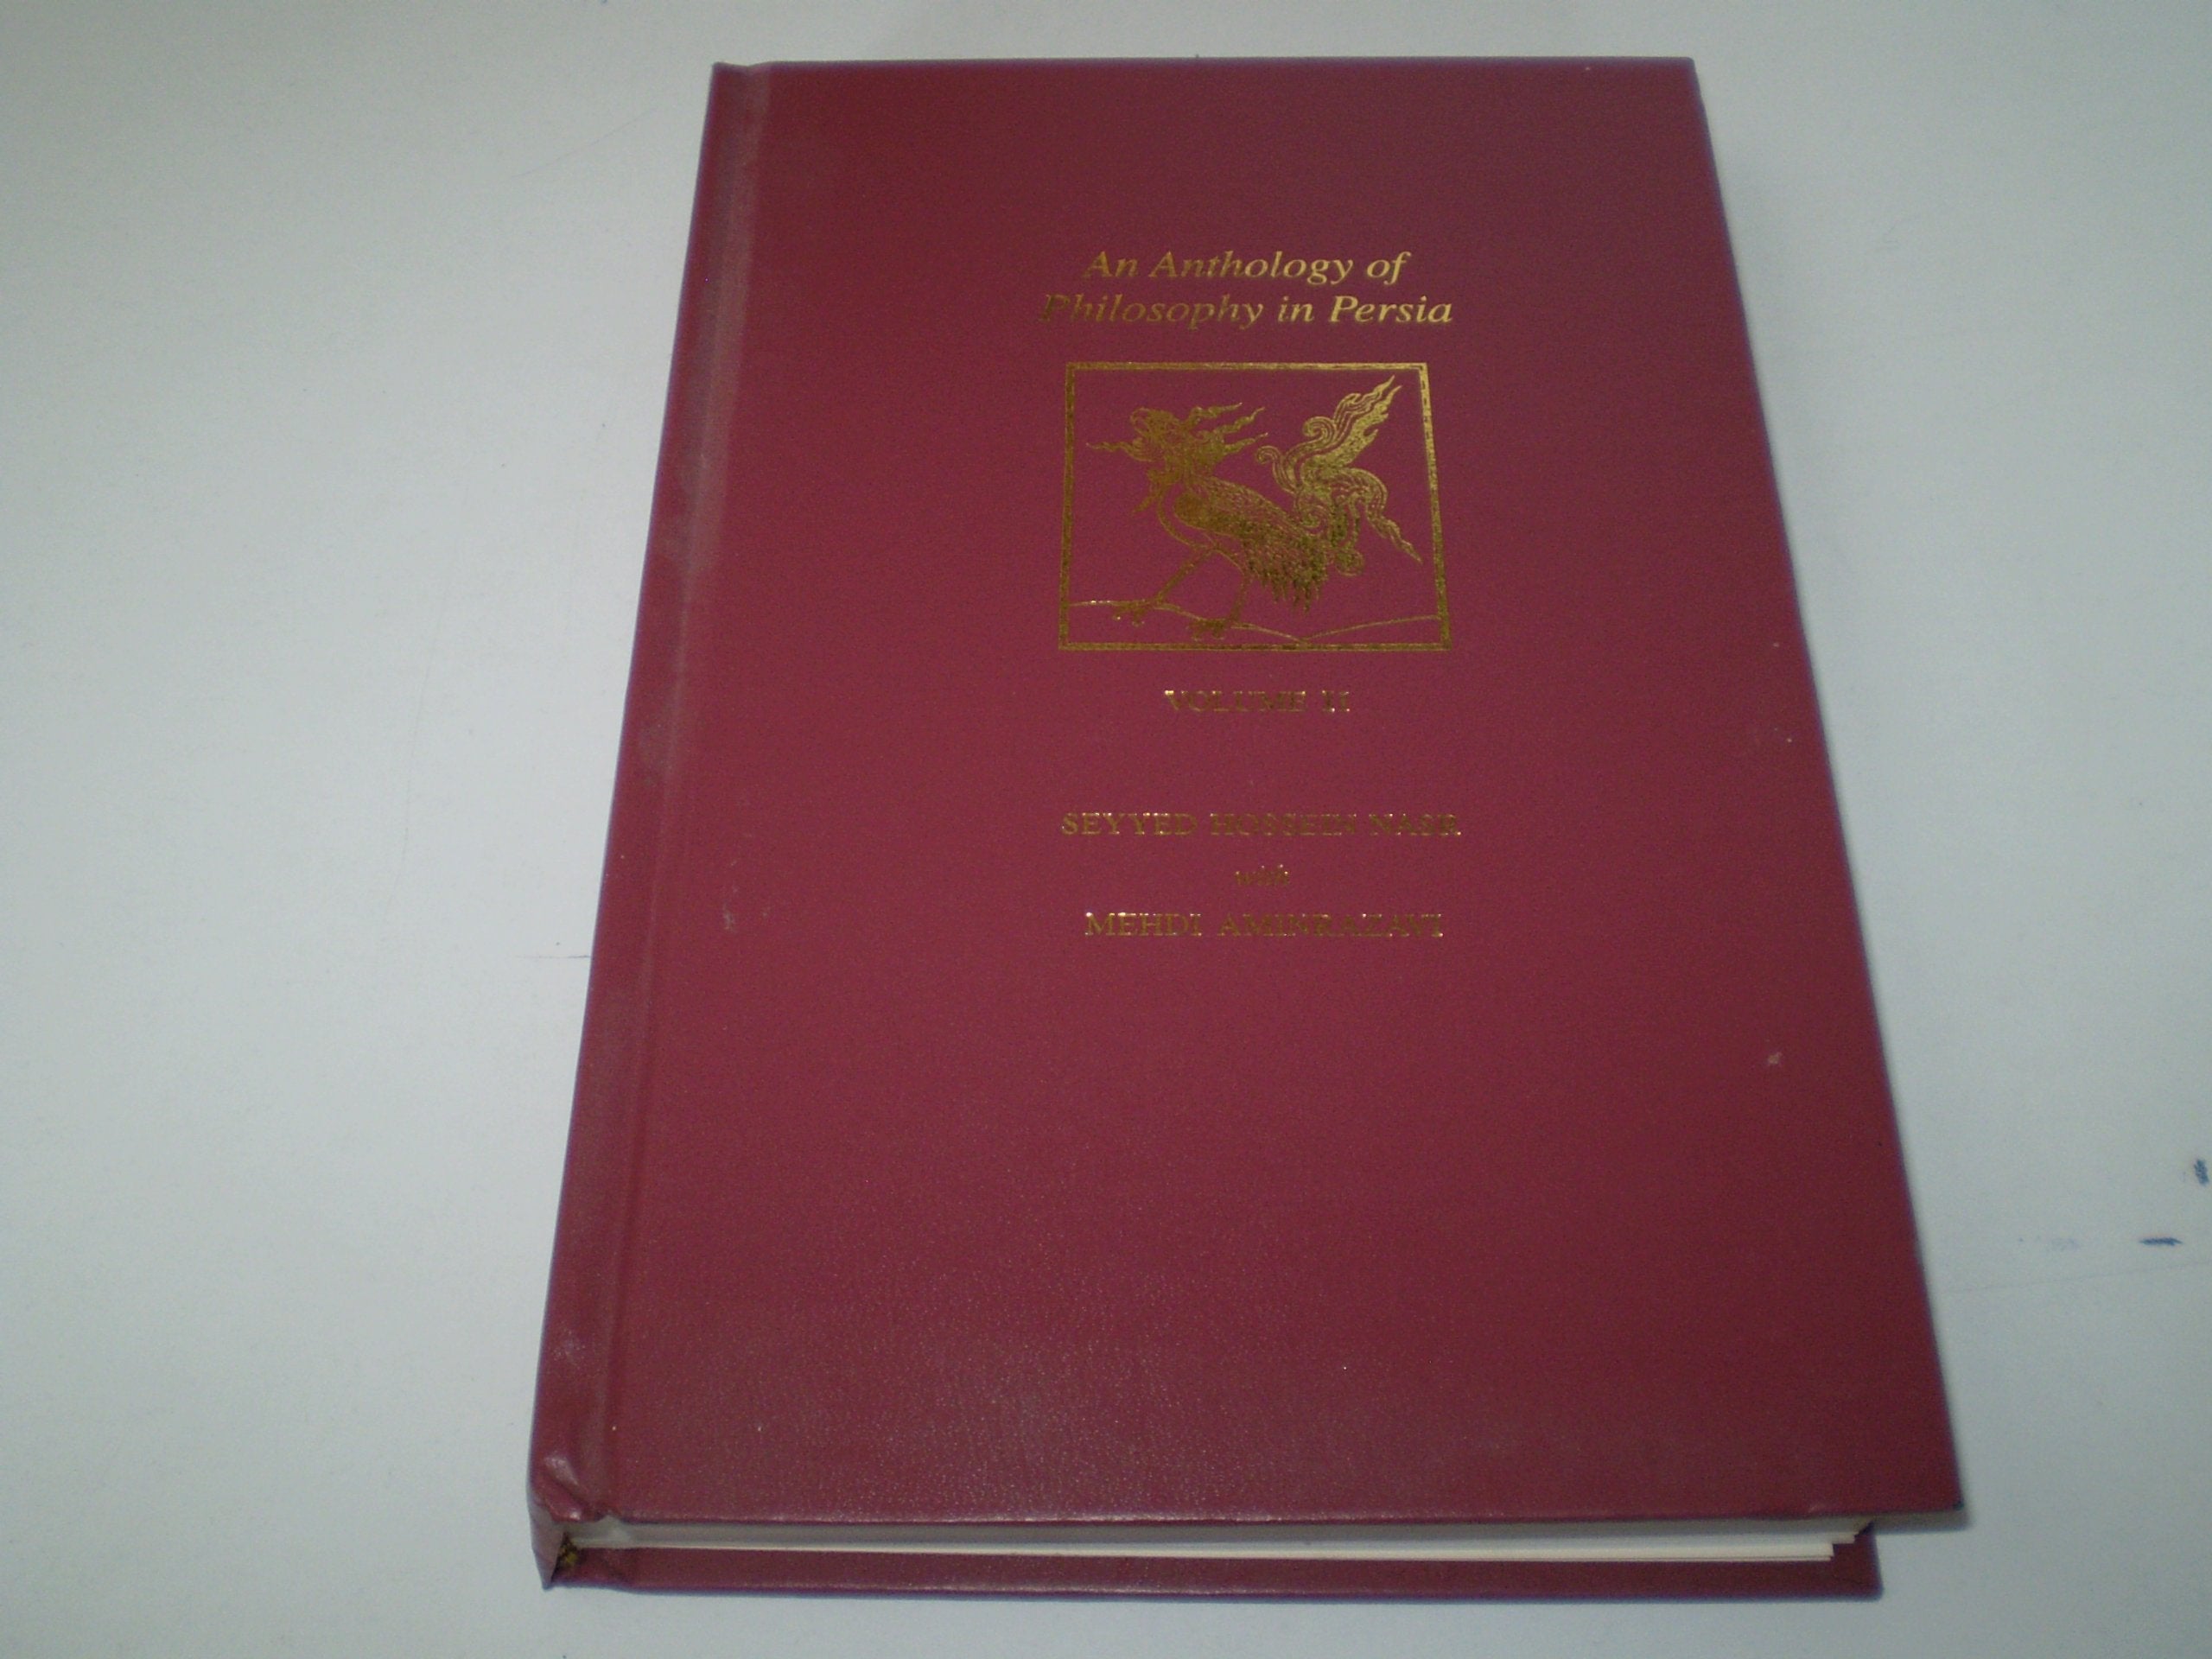 An Anthology of
Philosophy in Persia
VOLUME II
SEYYED HOSSEIN NASR
with
MEHDI AMINRAZAVI